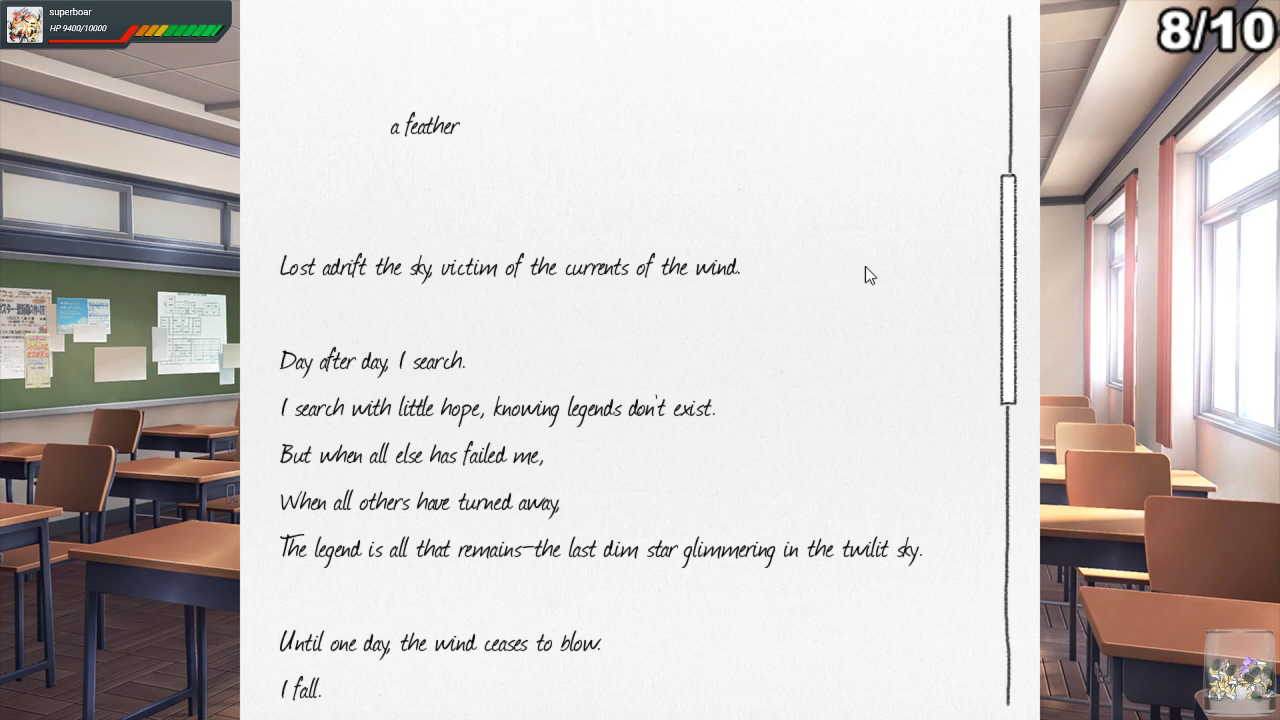 superboar
HP 9400/10000
8/10
a feather
Lost adrift the sky, victim of the currents of the wind.
Day after day, I search.
I search with little hope, knowing legends don't exist.
But when all else has failed me,
When all others have turned away,
The legend is all that remains—the last dim star glimmering in the twilit sky.
Until one day, the wind ceases to blow.
I fall.